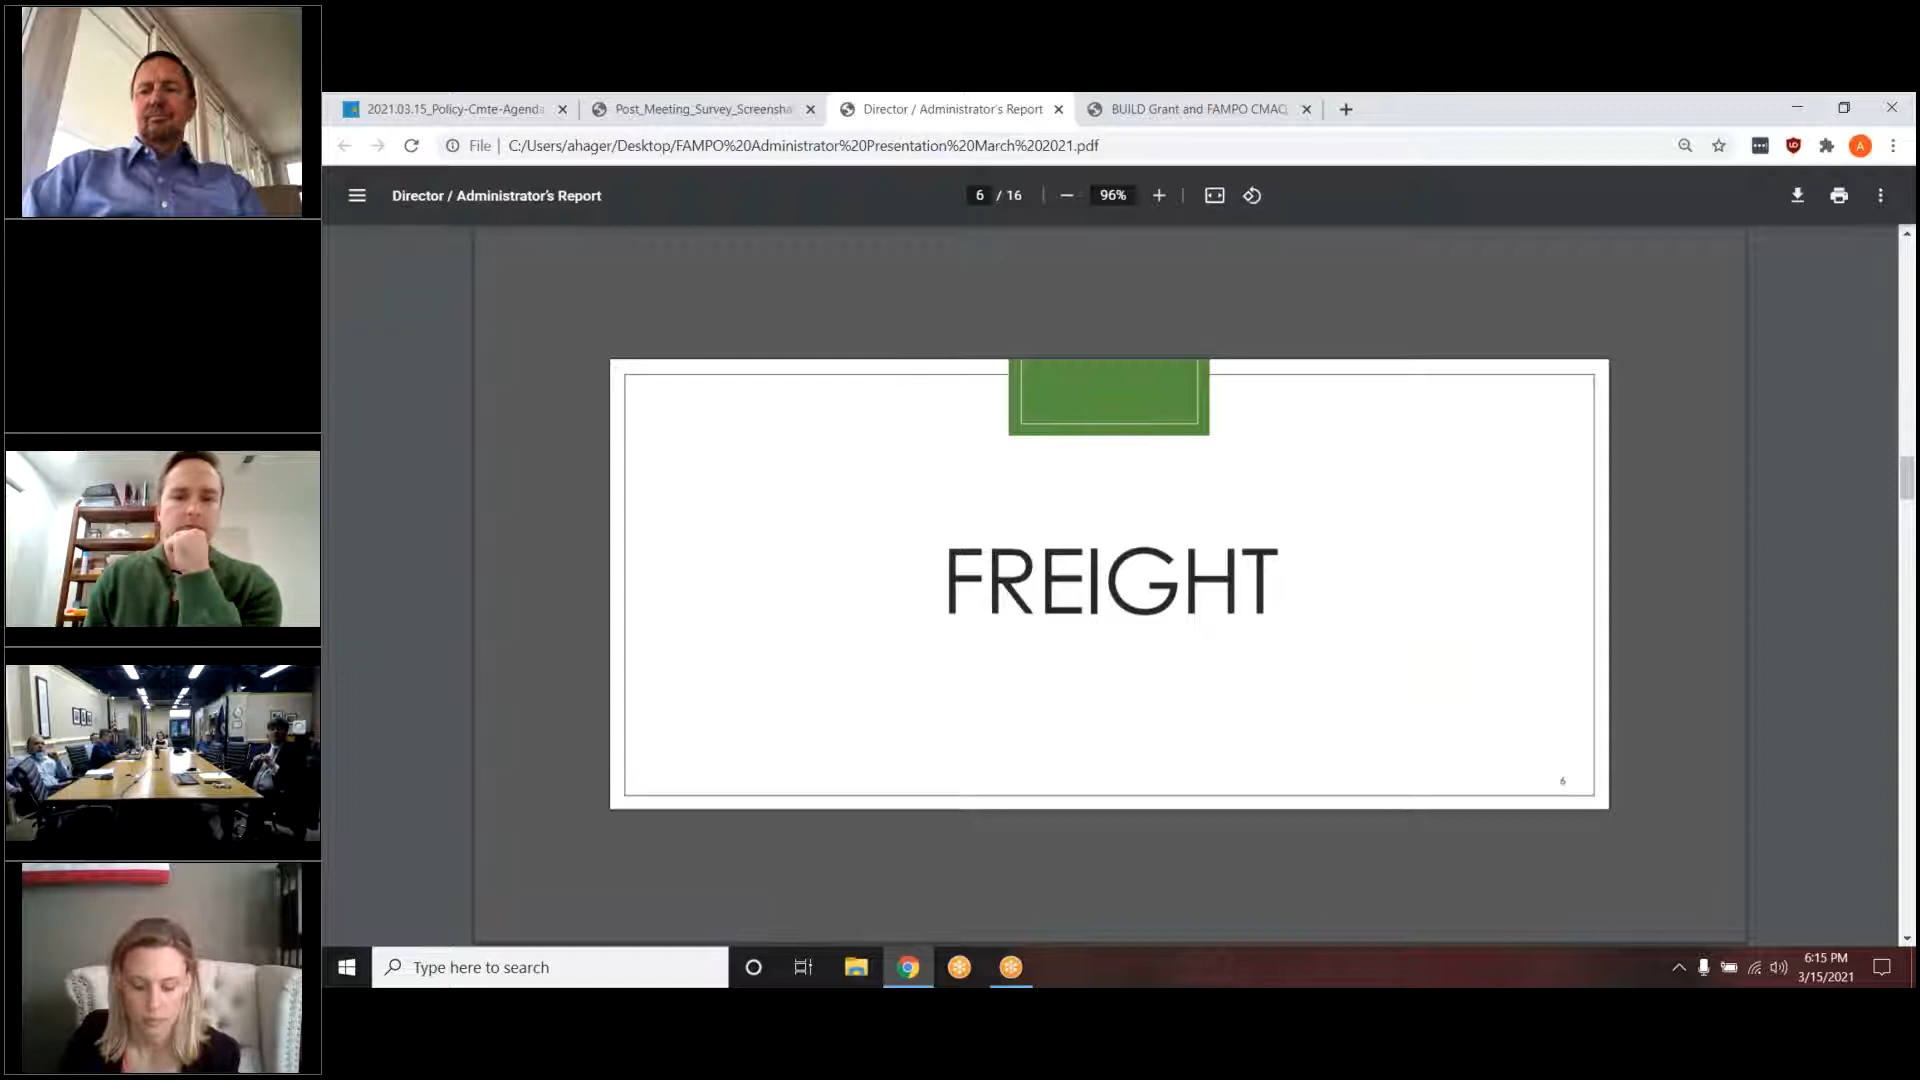 2021.03.15_Policy-Cmte-Agenda
Post_Meeting_Survey_Screensha
Director / Administrator's Report
BUILD Grant and FAMPO CMAQ
File
C:/Users/ahager/Desktop/FAMPO%20Administrator%20Presentation%20March%202021.pdf
A
Director / Administrator's Report
6 / 16
96%
FREIGHT
6
Type here to search
6:15 PM
3/15/2021